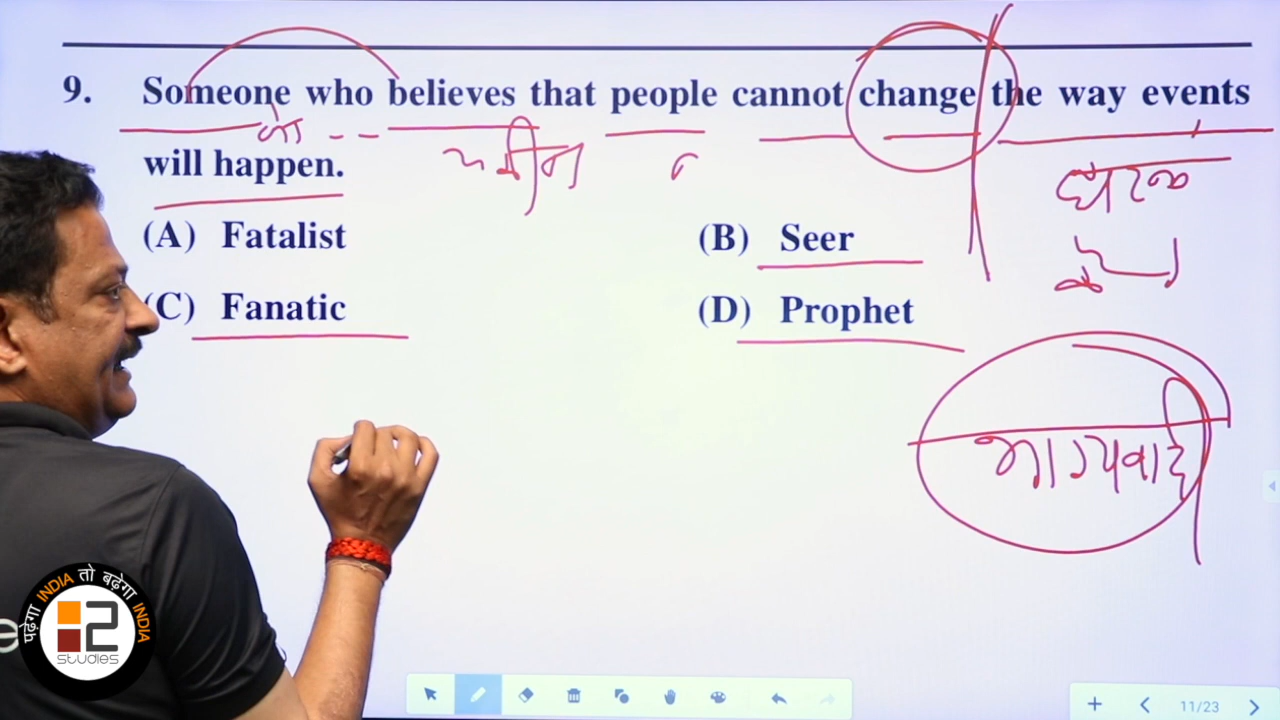 9. Someone who believes that people cannot change the way events
will happen.
(A) Fatalist (B) Seer
(C) Fanatic (D) Prophet
जो
भाग्यवादी
पढ़ेगा INDIA तो बढ़ेगा INDIA
studies
11/23